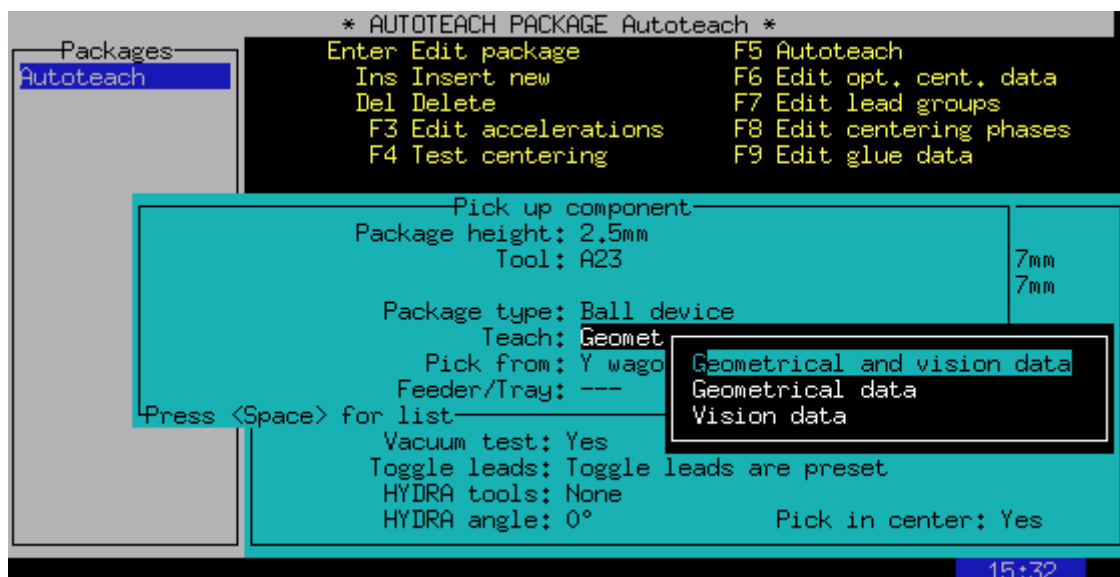 * AUTOTEACH PACKAGE Autoteach *
Packages
Autoteach
Enter Edit package F5 Autoteach
Ins Insert new F6 Edit opt. cent. data
Del Delete F7 Edit lead groups
F3 Edit accelerations F8 Edit centering phases
F4 Test centering F9 Edit glue data
Pick up component
Package height: 2.5mm
Tool: A23 7mm
7mm
Package type: Ball device
Teach: Geomet
Pick from: Y wago Geometrical and vision data
Feeder/Tray: --- Geometrical data
Press <Space> for list Vision data
Vacuum test: Yes
Toggle leads: Toggle leads are preset
HYDRA tools: None
HYDRA angle: 0° Pick in center: Yes
15:32